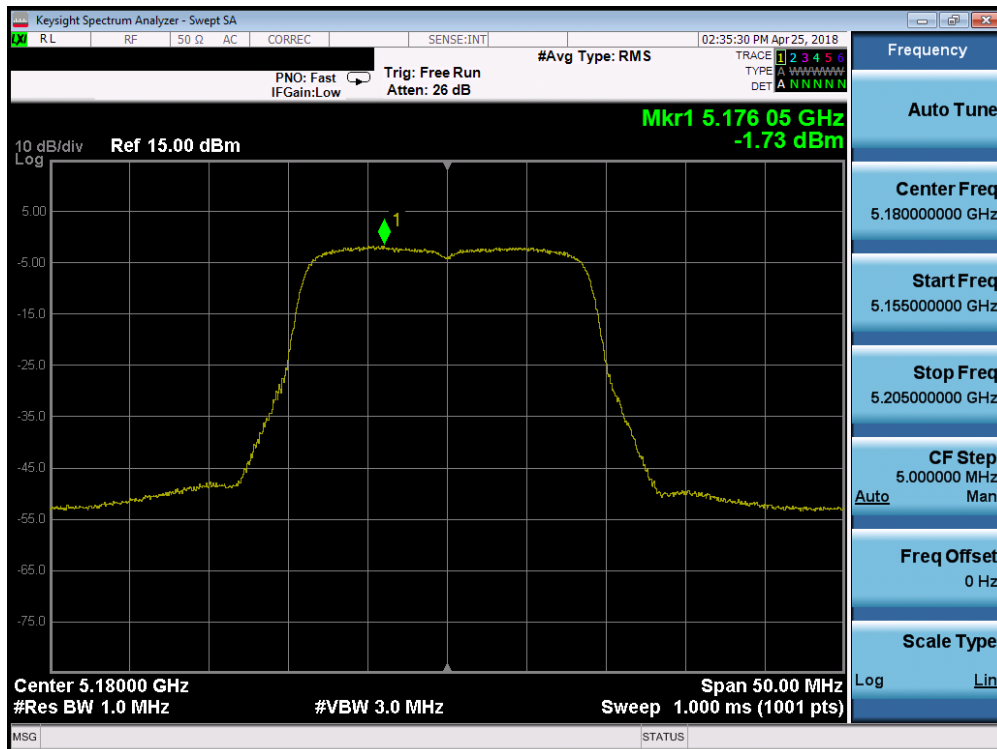 Keysight Spectrum Analyzer - Swept SA
LXI RL RF 50 Ω AC CORREC SENSE:INT 02:35:30 PM Apr 25, 2018
PNO: Fast
IFGain:Low
Trig: Free Run
Atten: 26 dB
#Avg Type: RMS
TRACE 1 2 3 4 5 6
TYPE A WWWWW
DET A N N N N N
Mkr1 5.176 05 GHz
-1.73 dBm
10 dB/div Ref 15.00 dBm
Log
1
5.00
-5.00
-15.0
-25.0
-35.0
-45.0
-55.0
-65.0
-75.0
Center 5.18000 GHz Span 50.00 MHz
#Res BW 1.0 MHz #VBW 3.0 MHz Sweep 1.000 ms (1001 pts)
MSG STATUS
Frequency
Auto Tune
Center Freq
5.180000000 GHz
Start Freq
5.155000000 GHz
Stop Freq
5.205000000 GHz
CF Step
5.000000 MHz
Auto Man
Freq Offset
0 Hz
Scale Type
Log Lin